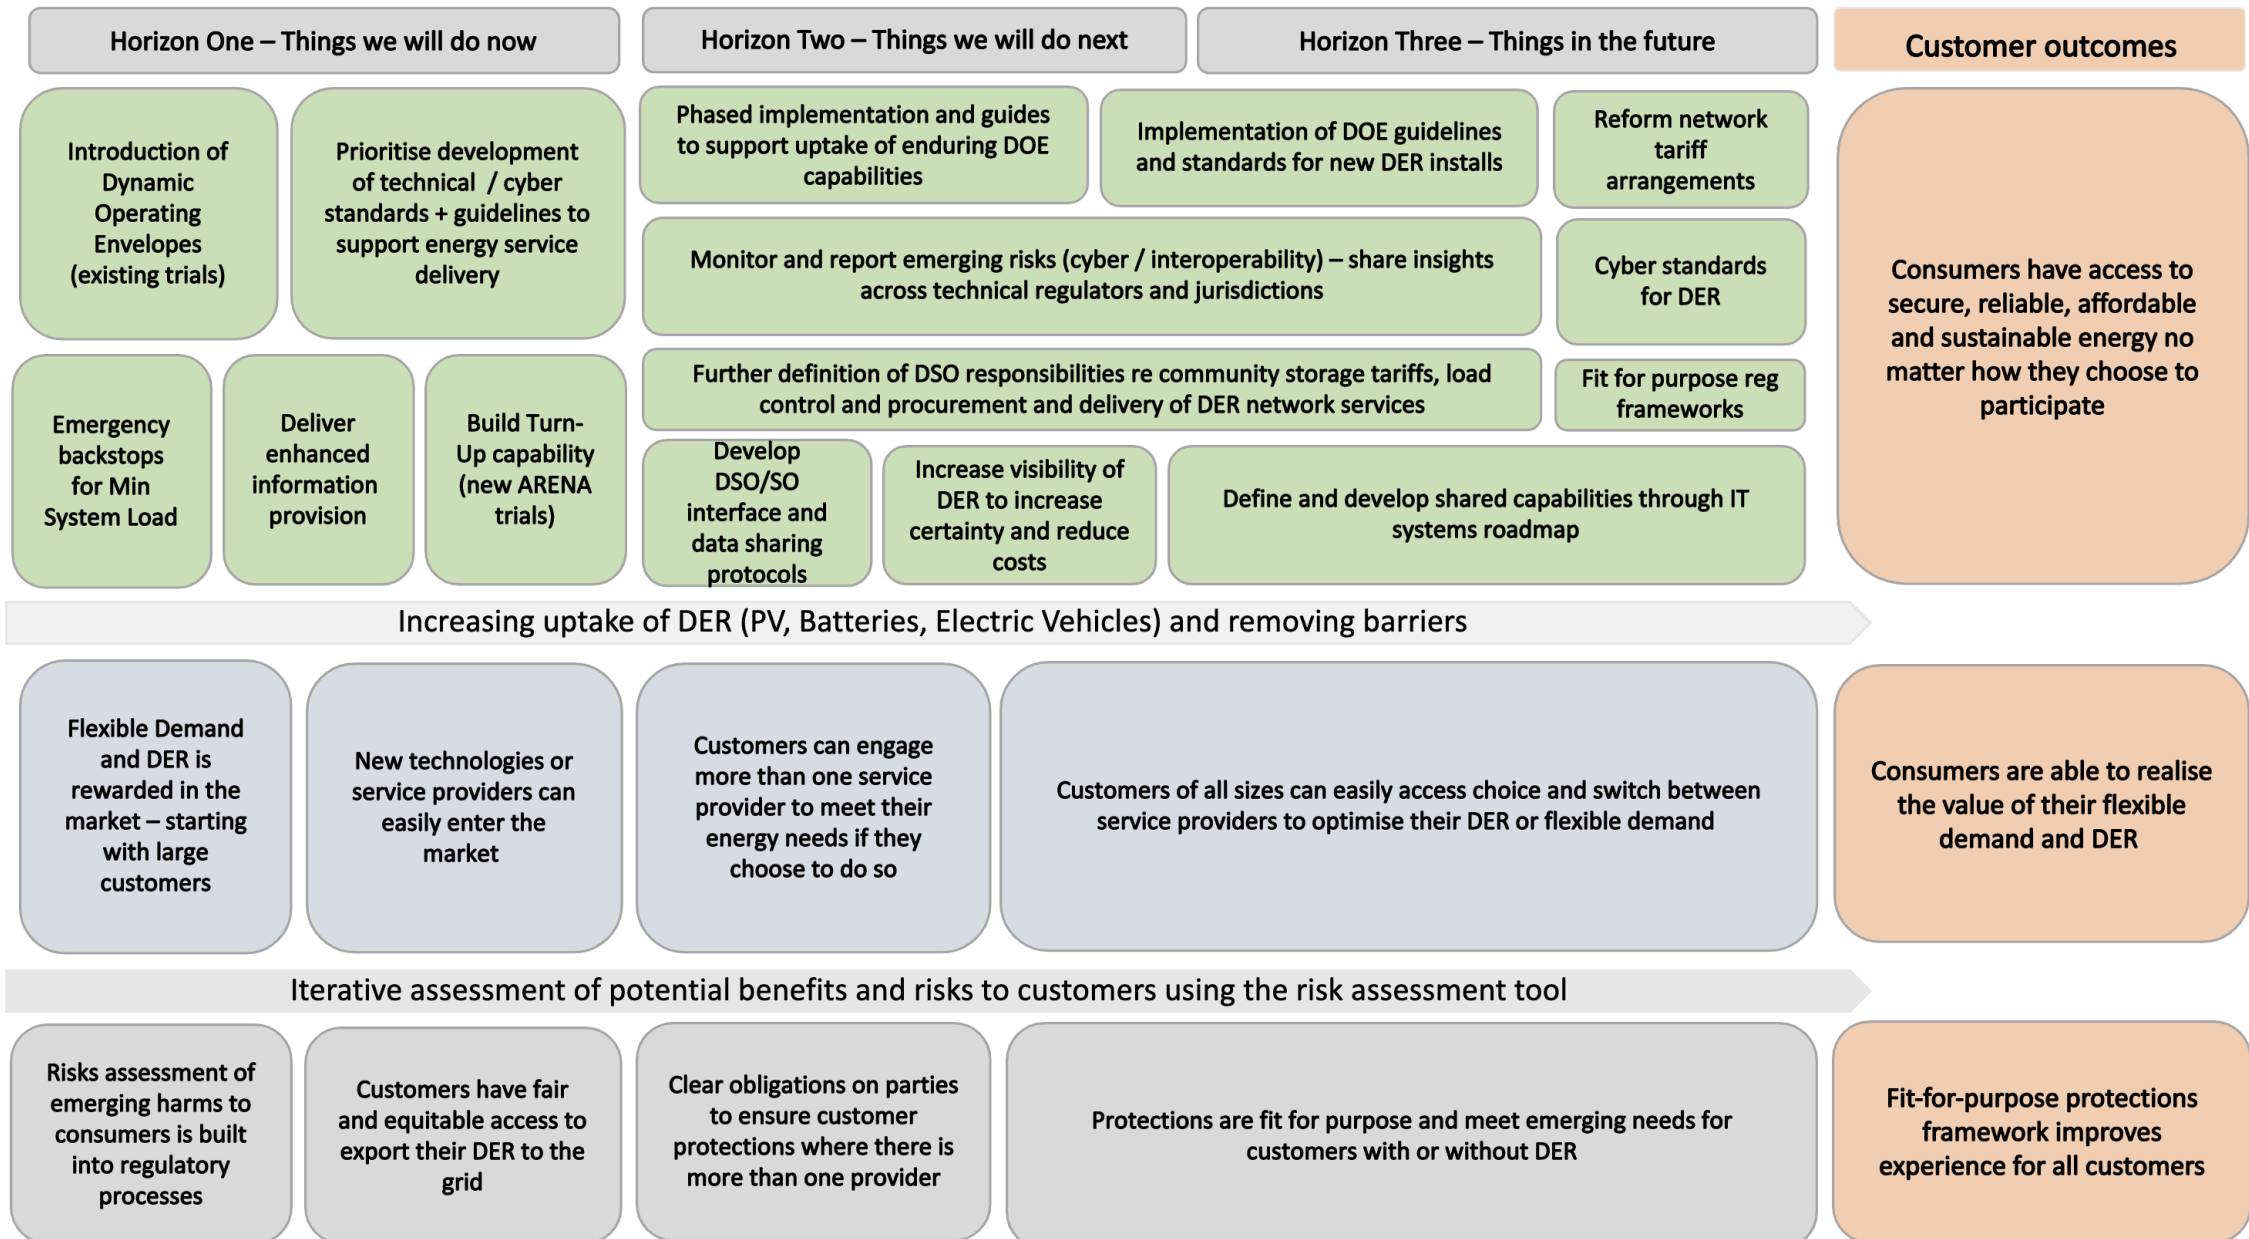 Horizon One – Things we will do now
Horizon Two – Things we will do next
Horizon Three – Things in the future
Customer outcomes
Introduction of
Dynamic
Operating
Envelopes
(existing trials)
Prioritise development
of technical / cyber
standards + guidelines to
support energy service
delivery
Phased implementation and guides
to support uptake of enduring DOE
capabilities
Implementation of DOE guidelines
and standards for new DER installs
Reform network
tariff
arrangements
Monitor and report emerging risks (cyber / interoperability) – share insights
across technical regulators and jurisdictions
Cyber standards
for DER
Emergency
backstops
for Min
System Load
Deliver
enhanced
information
provision
Build Turn-
Up capability
(new ARENA
trials)
Further definition of DSO responsibilities re community storage tariffs, load
control and procurement and delivery of DER network services
Fit for purpose reg
frameworks
Develop
DSO/SO
interface and
data sharing
protocols
Increase visibility of
DER to increase
certainty and reduce
costs
Define and develop shared capabilities through IT
systems roadmap
Consumers have access to
secure, reliable, affordable
and sustainable energy no
matter how they choose to
participate
Increasing uptake of DER (PV, Batteries, Electric Vehicles) and removing barriers
Flexible Demand
and DER is
rewarded in the
market – starting
with large
customers
New technologies or
service providers can
easily enter the
market
Customers can engage
more than one service
provider to meet their
energy needs if they
choose to do so
Customers of all sizes can easily access choice and switch between
service providers to optimise their DER or flexible demand
Consumers are able to realise
the value of their flexible
demand and DER
Iterative assessment of potential benefits and risks to customers using the risk assessment tool
Risks assessment of
emerging harms to
consumers is built
into regulatory
processes
Customers have fair
and equitable access to
export their DER to the
grid
Clear obligations on parties
to ensure customer
protections where there is
more than one provider
Protections are fit for purpose and meet emerging needs for
customers with or without DER
Fit-for-purpose protections
framework improves
experience for all customers